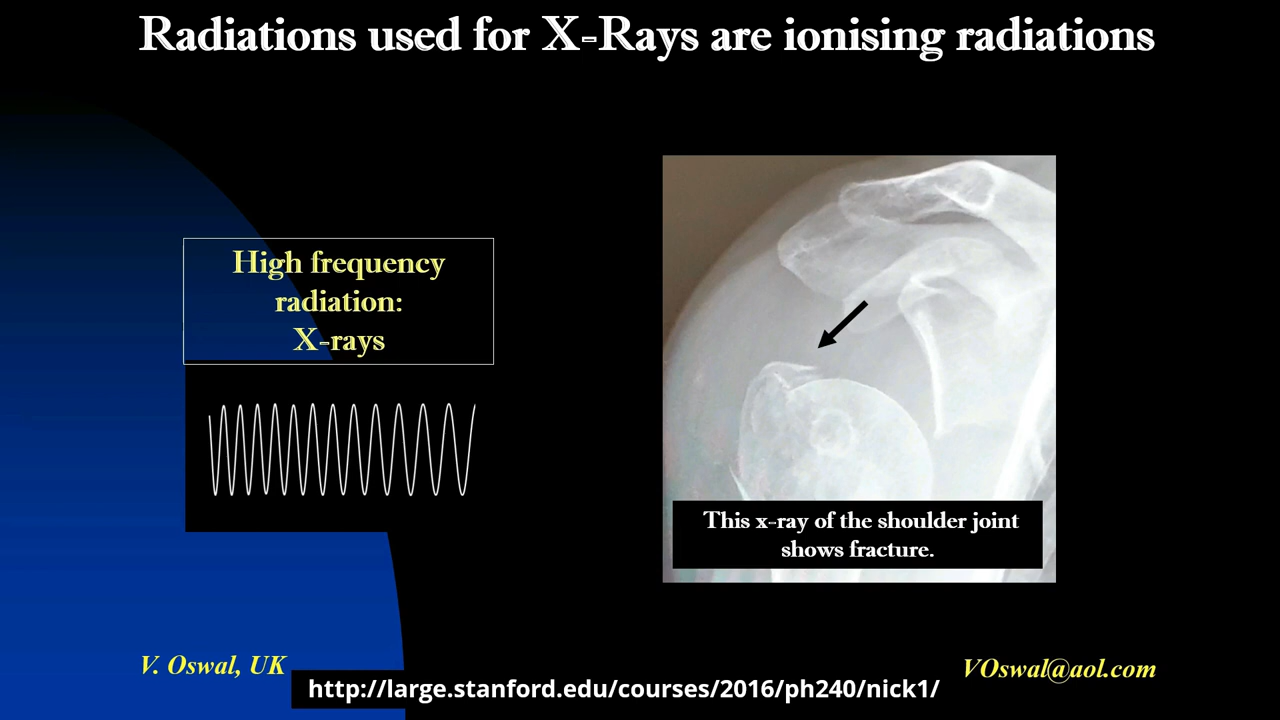 Radiations used for X-Rays are ionising radiations
High frequency
radiation:
X-rays
This x-ray of the shoulder joint
shows fracture.
V. Oswal, UK
VOswal@aol.com
http://large.stanford.edu/courses/2016/ph240/nick1/